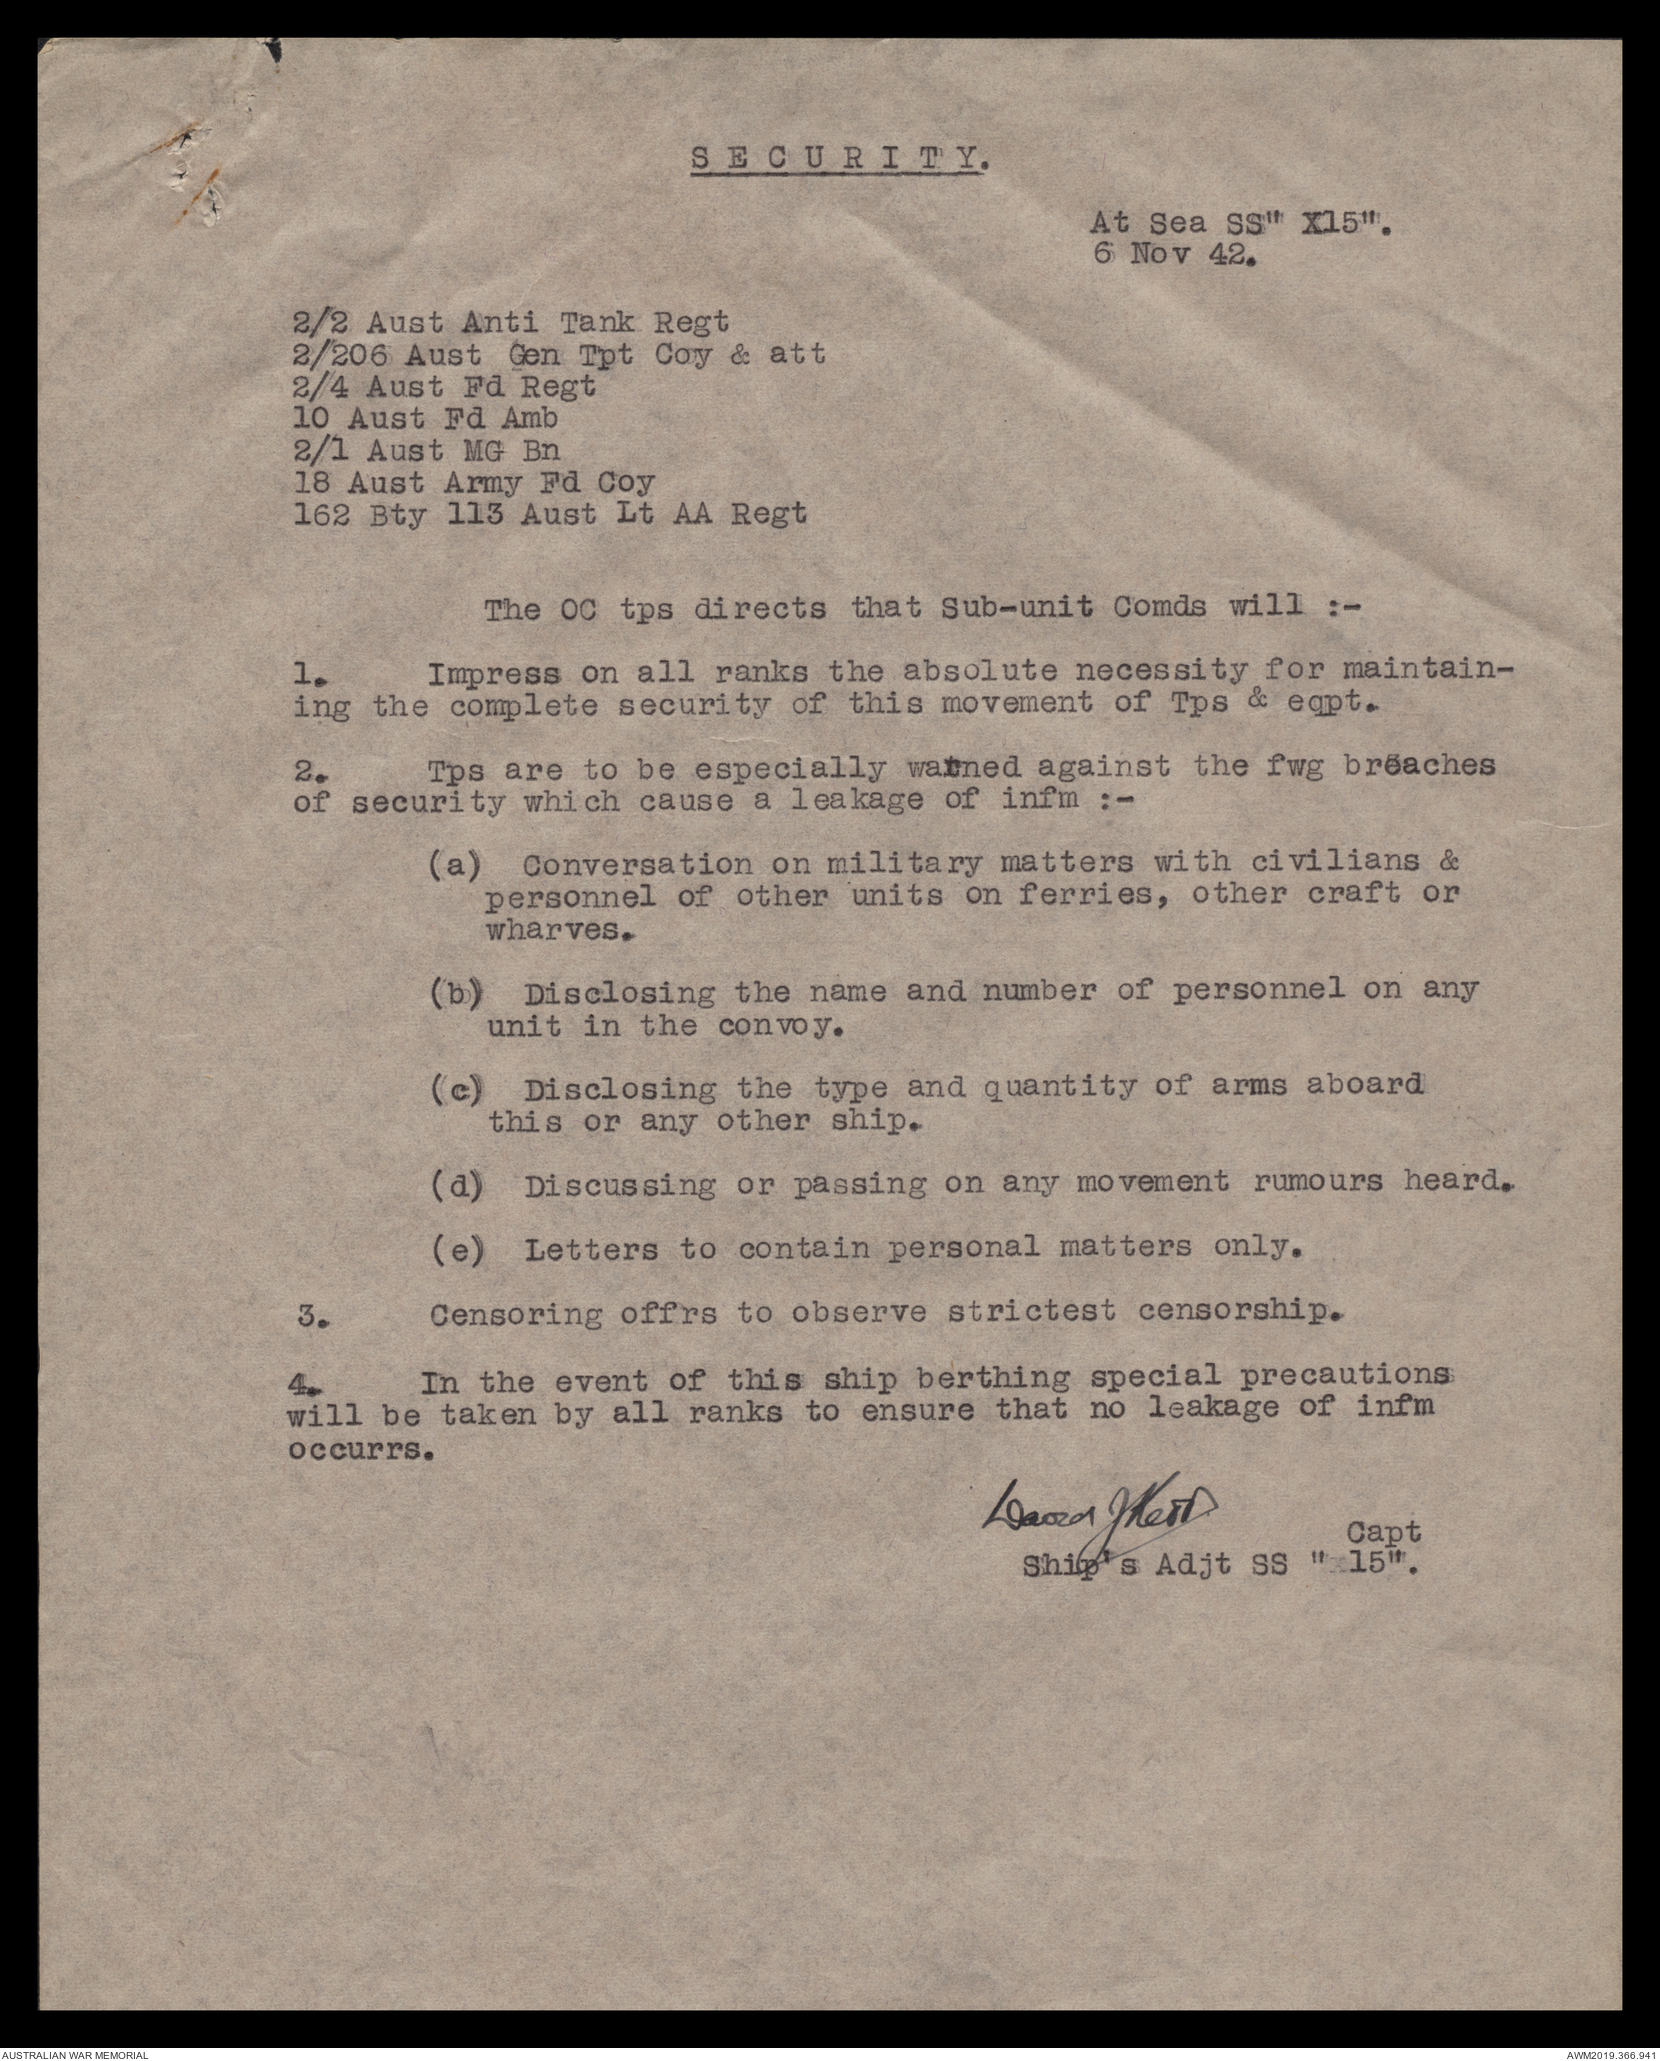 SECURITY.
At Sea SS" X15".
6 Nov 42.
2/2 Aust Anti Tank Regt
2/206 Aust Gen Tpt Coy & att
2/4 Aust Fd Regt
10 Aust Fd Amb
2/1 Aust MG Bn
18 Aust Army Fd Coy
162 Bty 113 Aust Lt AA Regt
The OC tps directs that Sub-unit Comds will :-
1. Impress on all ranks the absolute necessity for maintain-
ing the complete security of this movement of Tps & eqpt.
2. Tps are to be especially warned against the fwg breaches
of security which cause a leakage of infm :-
(a) Conversation on military matters with civilians &
personnel of other units on ferries, other craft or
wharves.
(b) Disclosing the name and number of personnel on any
unit in the convoy.
(c) Disclosing the type and quantity of arms aboard
this or any other ship.
(d) Discussing or passing on any movement rumours heard.
(e) Letters to contain personal matters only.
3. Censoring offrs to observe strictest censorship.
4. In the event of this ship berthing special precautions
will be taken by all ranks to ensure that no leakage of infm
occurrs.
David J
Capt
Ship's Adjt SS "X15".
AUSTRALIAN WAR MEMORIAL
AWM2019.366.941